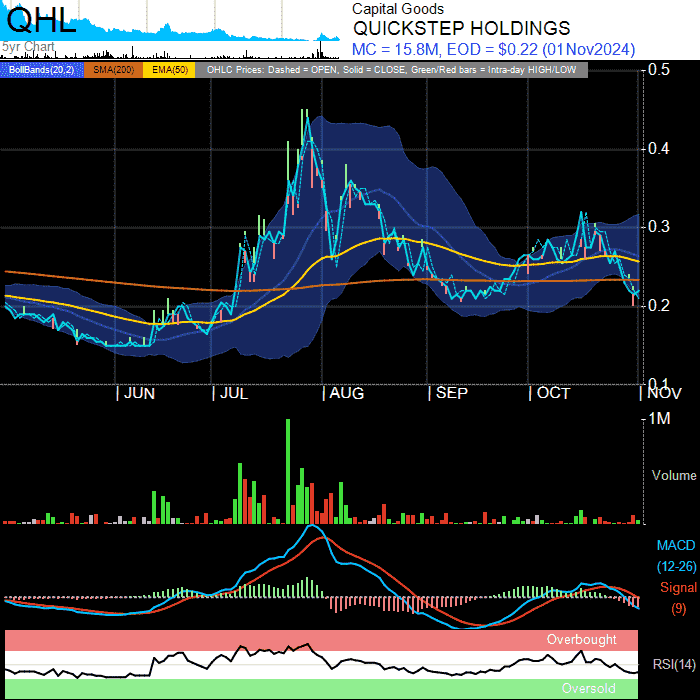 QHL
Capital Goods
QUICKSTEP HOLDINGS
5yr Chart
MC = 15.8M, EOD = $0.22 (01Nov2024)
BollBands(20,2) SMA(200) EMA(50) OHLC Prices: Dashed = OPEN, Solid = CLOSE, Green/Red bars = Intra-day HIGH/LOW
0.5
0.4
0.3
0.2
0.1
JUN JUL AUG SEP OCT NOV
1M
Volume
MACD
(12-26)
Signal
(9)
Overbought
RSI(14)
Oversold